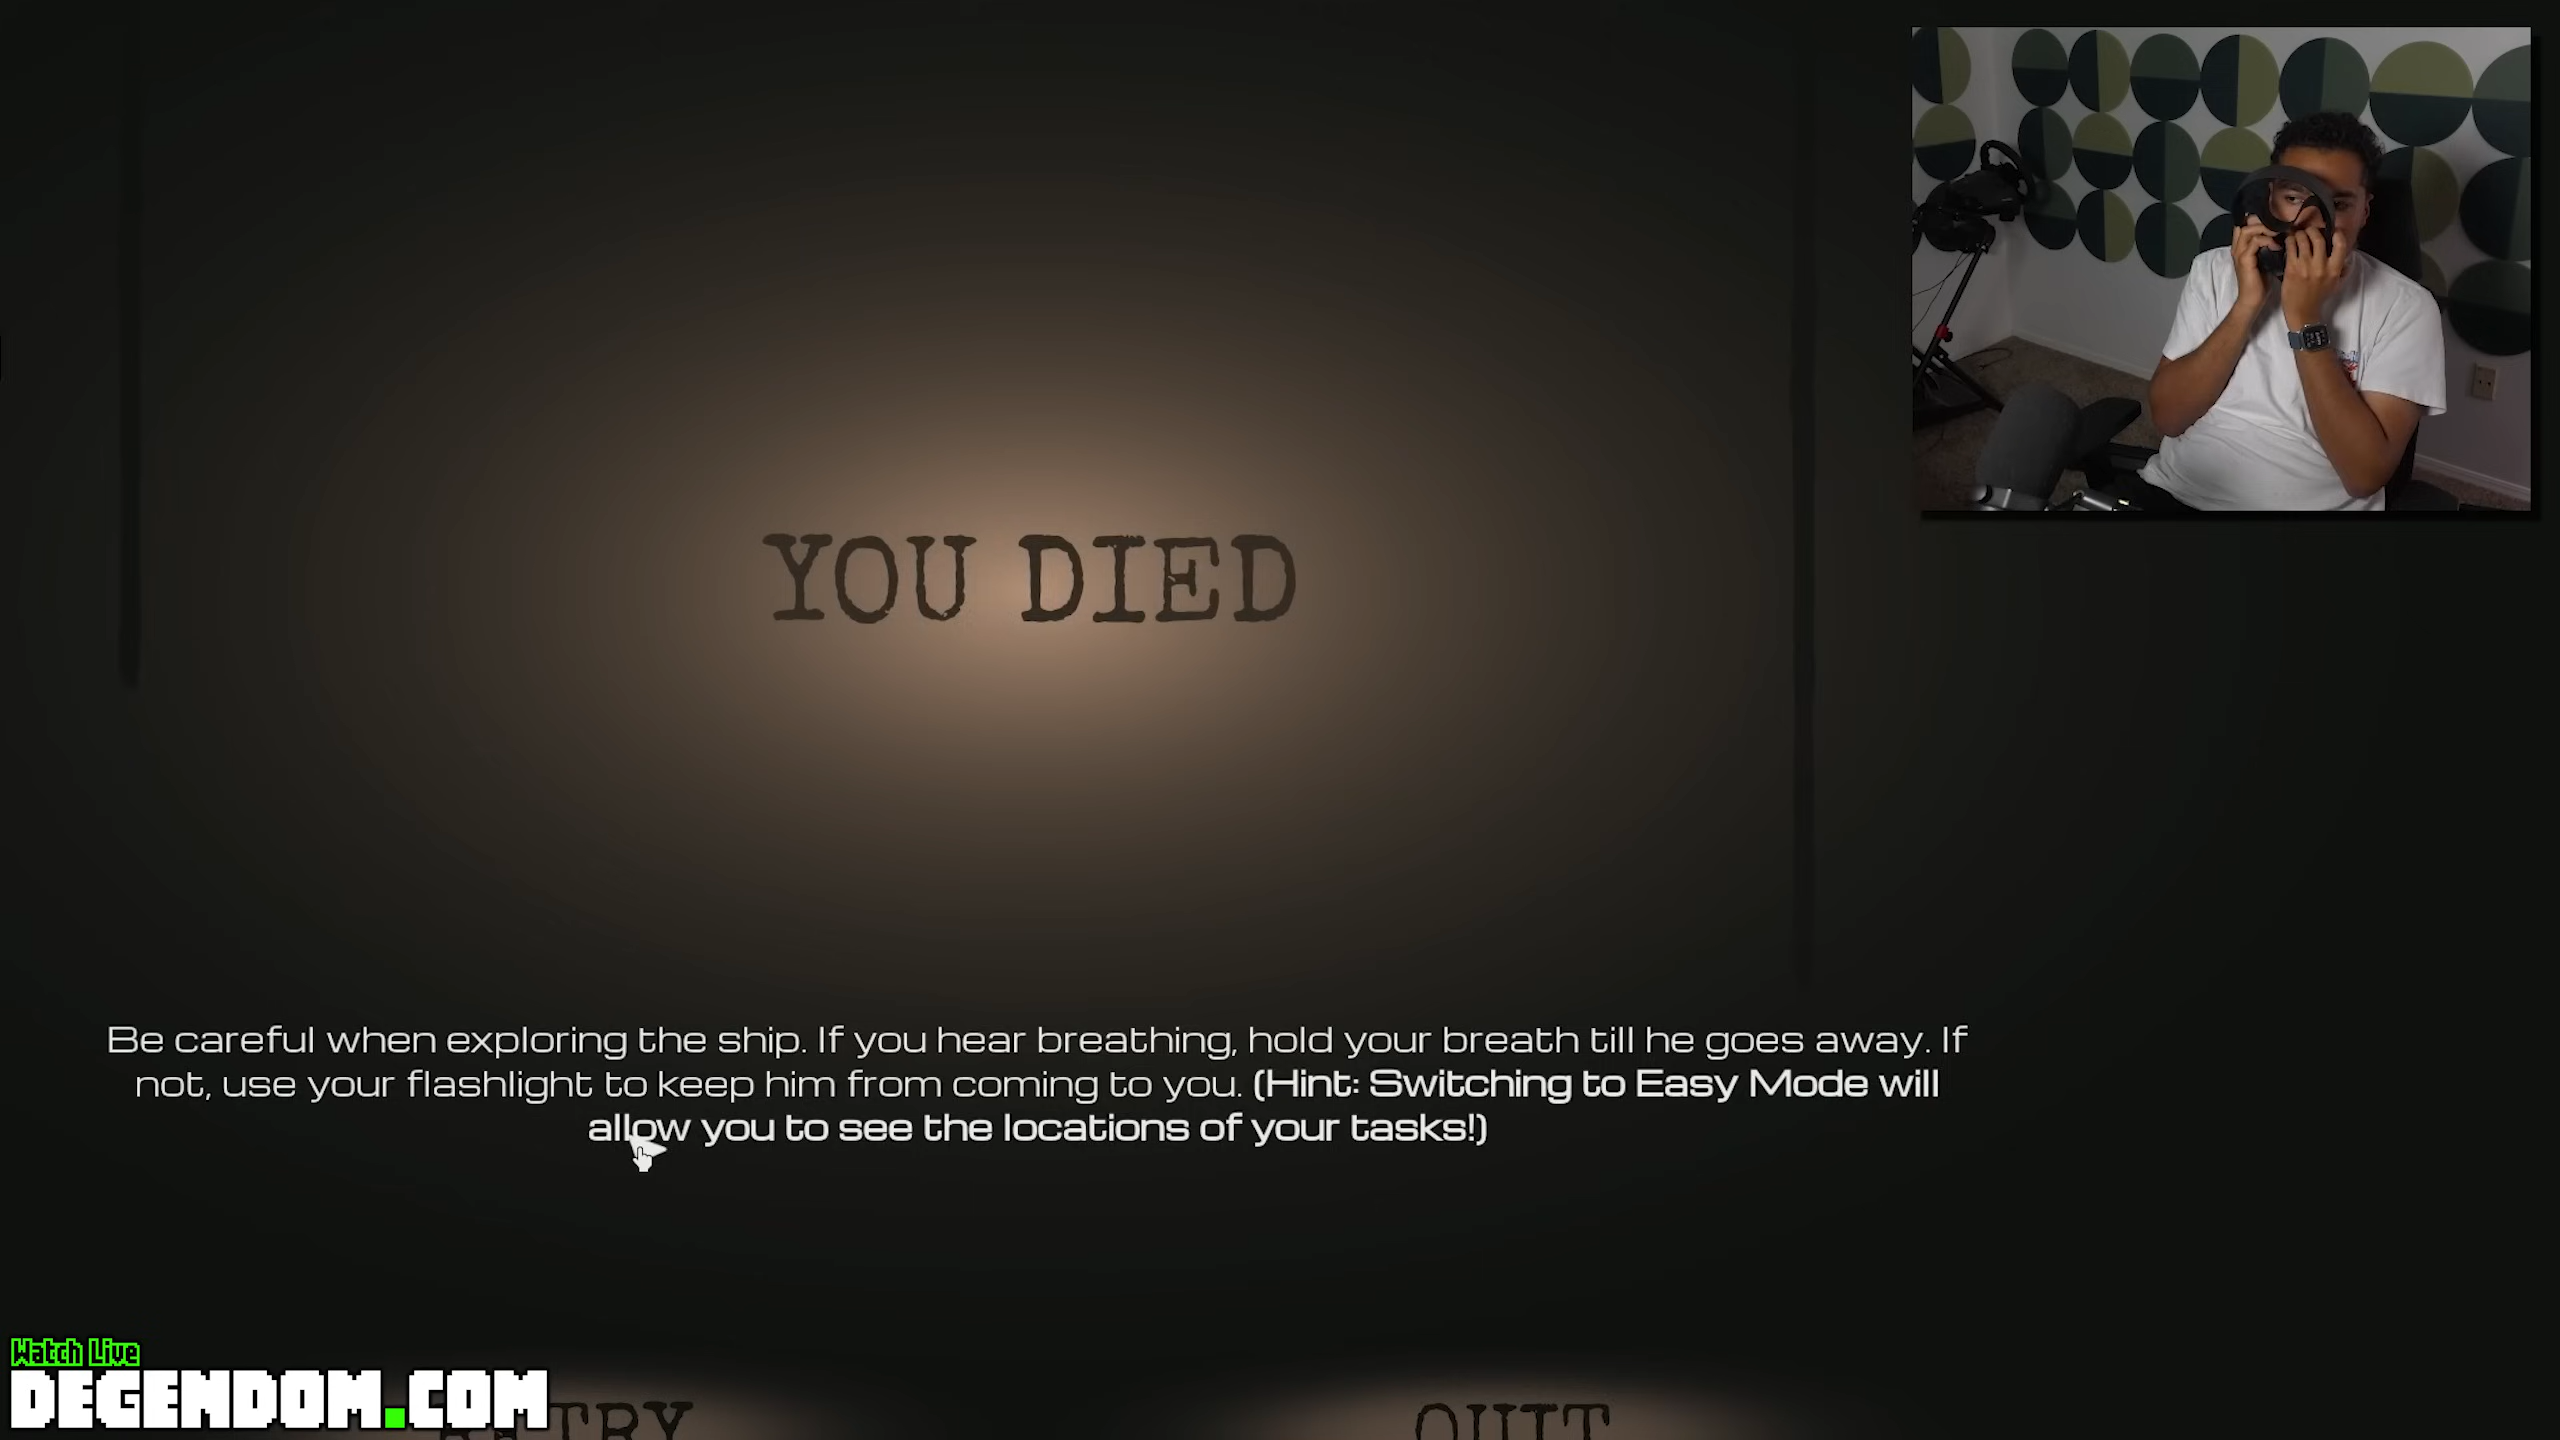 YOU DIED
Be careful when exploring the ship. If you hear breathing, hold your breath till he goes away. If
not, use your flashlight to keep him from coming to you. (Hint: Switching to Easy Mode will
allow you to see the locations of your tasks!)
Watch Live
DEGENDOM.COM
QUIT